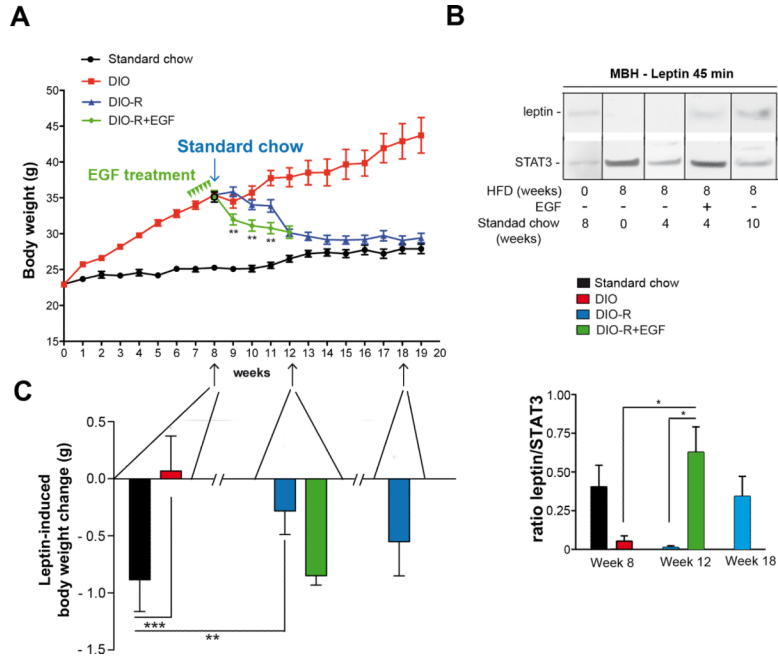 A
Standard chow
DIO
DIO-R
DIO-R+EGF
Standard chow
EGF treatment
Body weight (g)
50
45
40
35
30
25
20
15
** ** **
0 1 2 3 4 5 6 7 8 9 10 11 12 13 14 15 16 17 18 19 20
weeks
B
MBH - Leptin 45 min
leptin -
STAT3 -
HFD (weeks) 0 8 8 8 8
EGF - - - + -
Standad chow 8 0 4 4 10
(weeks)
Standard chow
DIO
DIO-R
DIO-R+EGF
ratio leptin/STAT3
1.00
0.75
0.50
0.25
0
*
*
Week 8 Week 12 Week 18
C
Leptin-induced
body weight change (g)
0.5
0.0
- 0.5
- 1.0
- 1.5
***
**